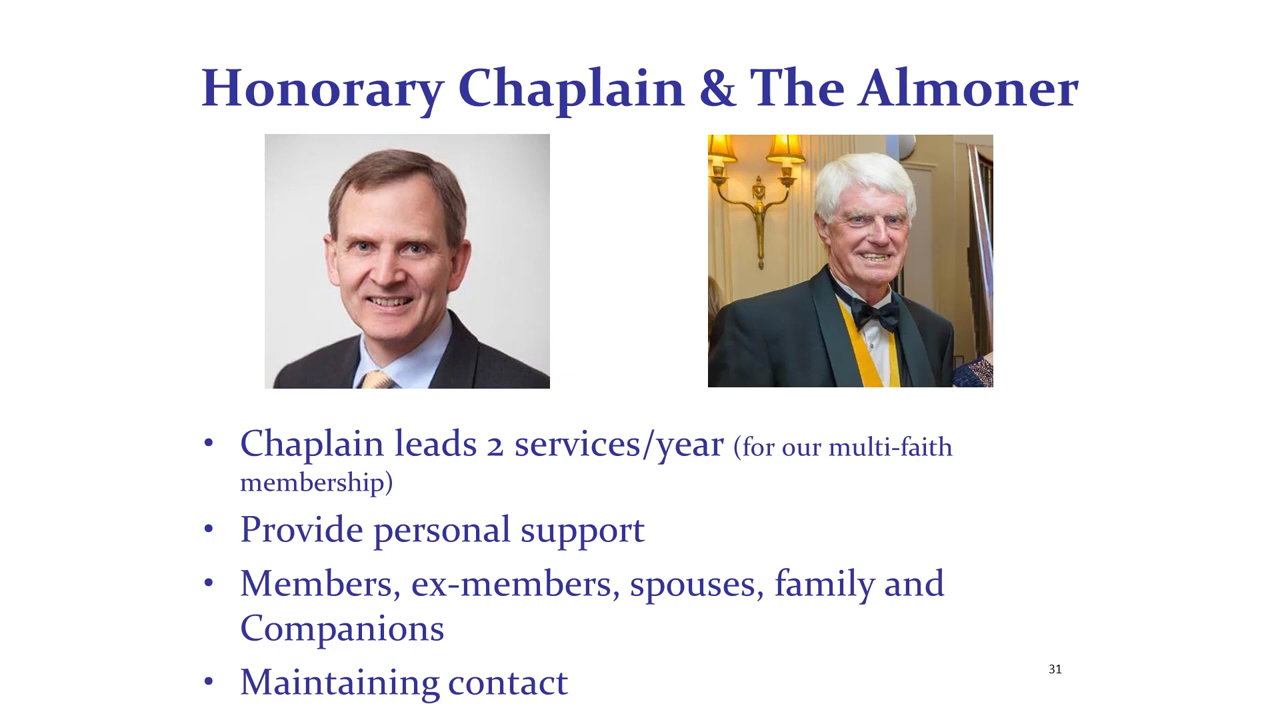 Honorary Chaplain & The Almoner
• Chaplain leads 2 services/year (for our multi-faith
membership)
• Provide personal support
• Members, ex-members, spouses, family and
Companions
• Maintaining contact
31